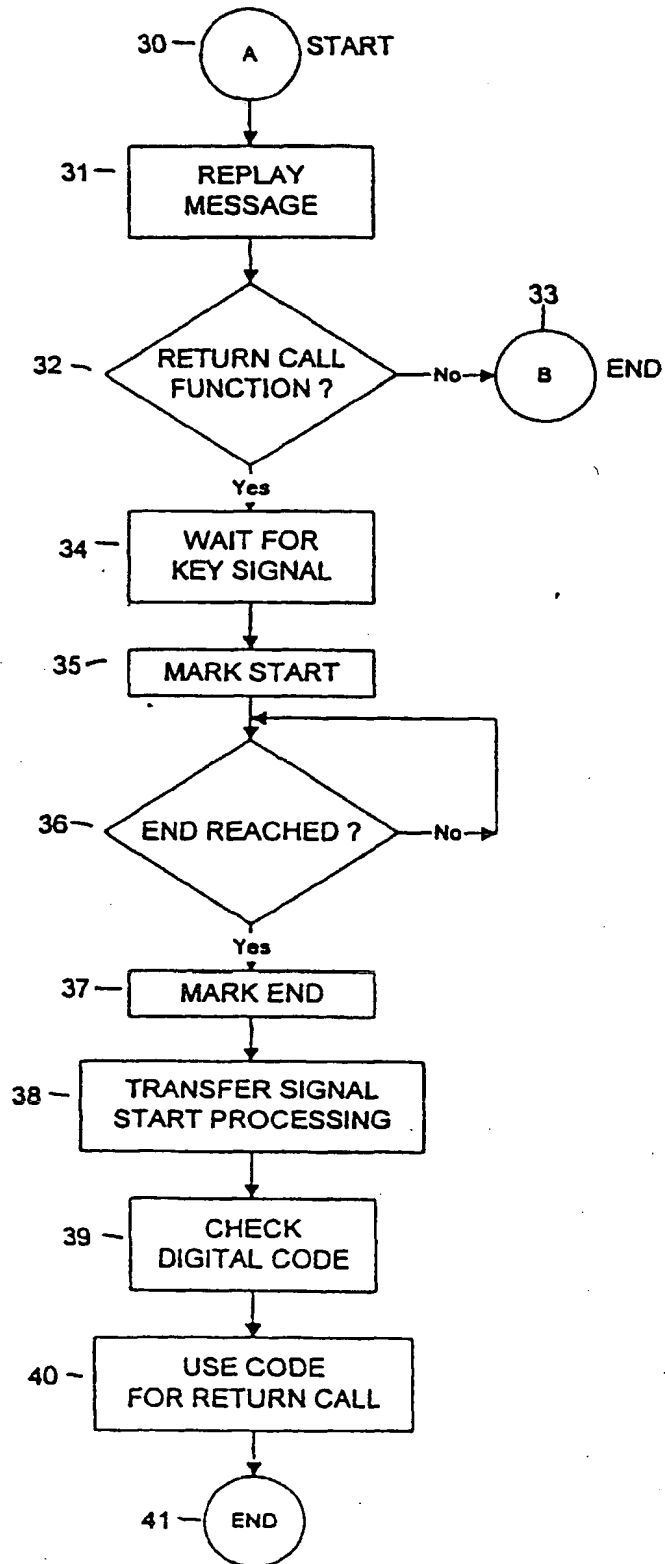 30 A START
31 REPLAY
MESSAGE
33
32 RETURN CALL
FUNCTION ?
No B END
Yes
34 WAIT FOR
KEY SIGNAL
35 MARK START
36 END REACHED ? No
Yes
37 MARK END
38 TRANSFER SIGNAL
START PROCESSING
39 CHECK
DIGITAL CODE
40 USE CODE
FOR RETURN CALL
41 END